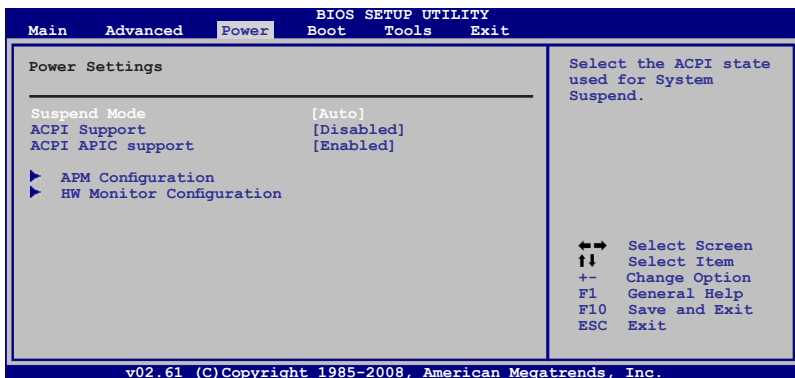 BIOS SETUP UTILITY
Main Advanced Power Boot Tools Exit
Power Settings
Suspend Mode [Auto]
ACPI Support [Disabled]
ACPI APIC support [Enabled]
APM Configuration
HW Monitor Configuration
Select the ACPI state
used for System
Suspend.
←→ Select Screen
↑↓ Select Item
+- Change Option
F1 General Help
F10 Save and Exit
ESC Exit
v02.61 (C)Copyright 1985-2008, American Megatrends, Inc.